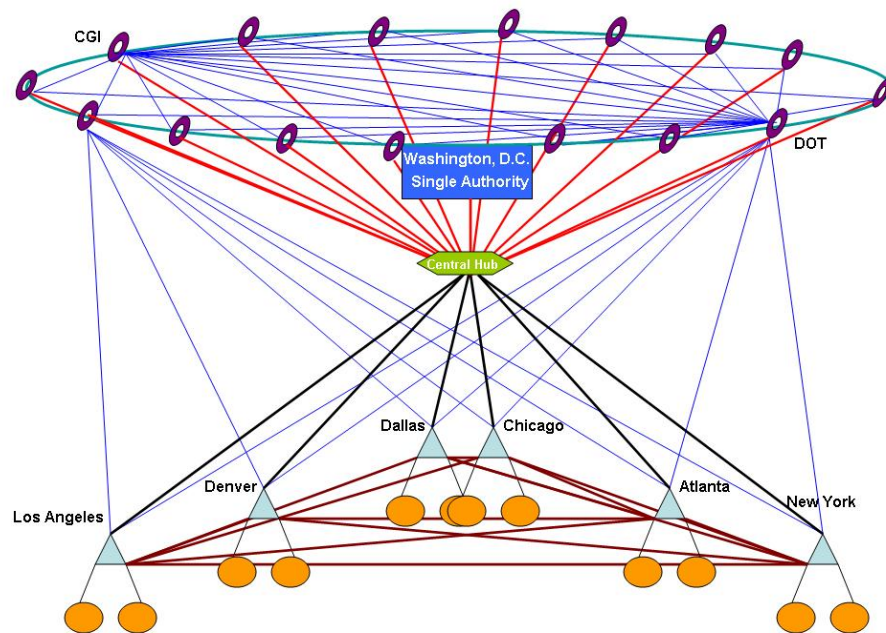 CGI
DOT
Washington, D.C.
Single Authority
Central Hub
Dallas
Chicago
Denver
Atlanta
New York
Los Angeles